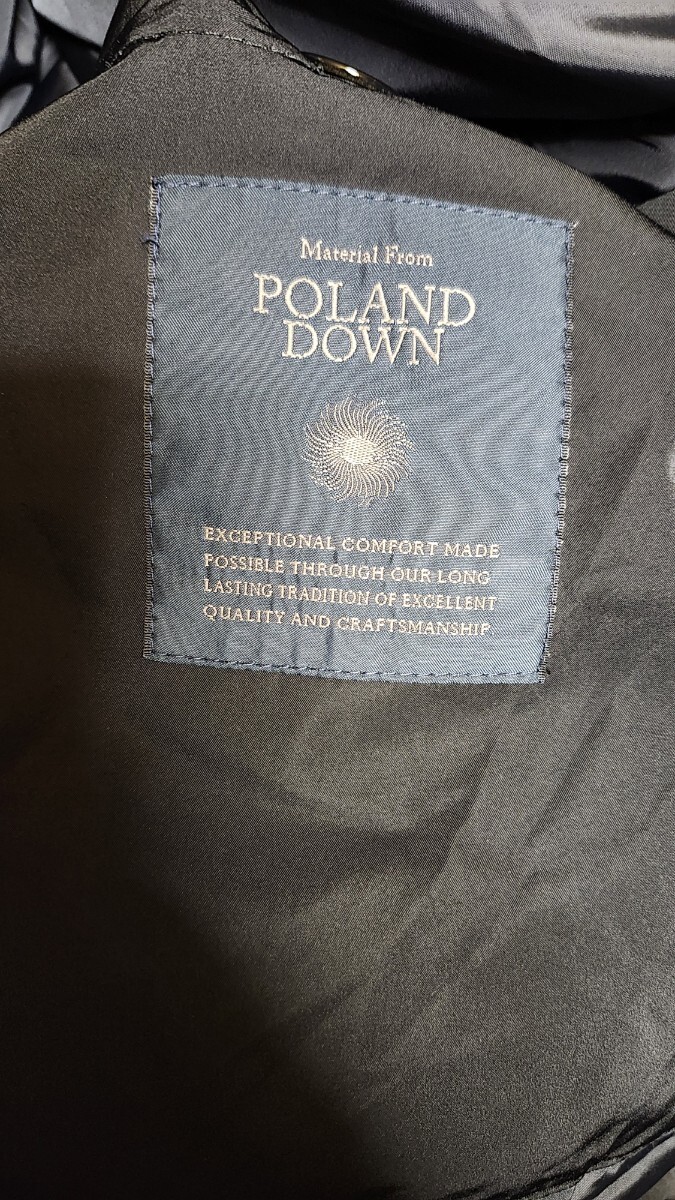 Material From
POLAND
DOWN
EXCEPTIONAL COMFORT MADE
POSSIBLE THROUGH OUR LONG
LASTING TRADITION OF EXCELLENT
QUALITY AND CRAFTSMANSHIP.